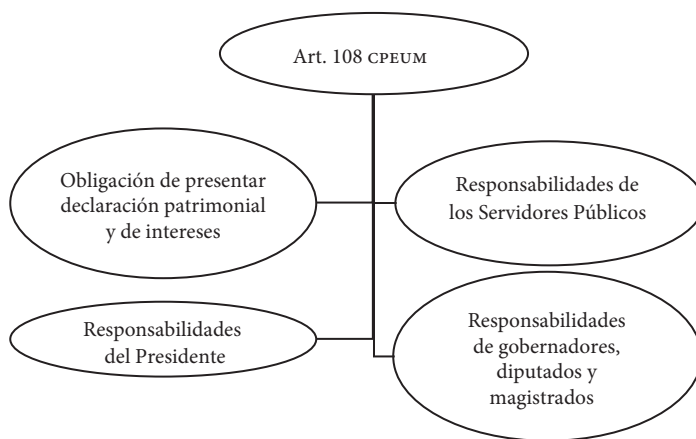 Art. 108 CPEUM
Obligación de presentar
declaración patrimonial
y de intereses
Responsabilidades de
los Servidores Públicos
Responsabilidades
del Presidente
Responsabilidades
de gobernadores,
diputados y
magistrados